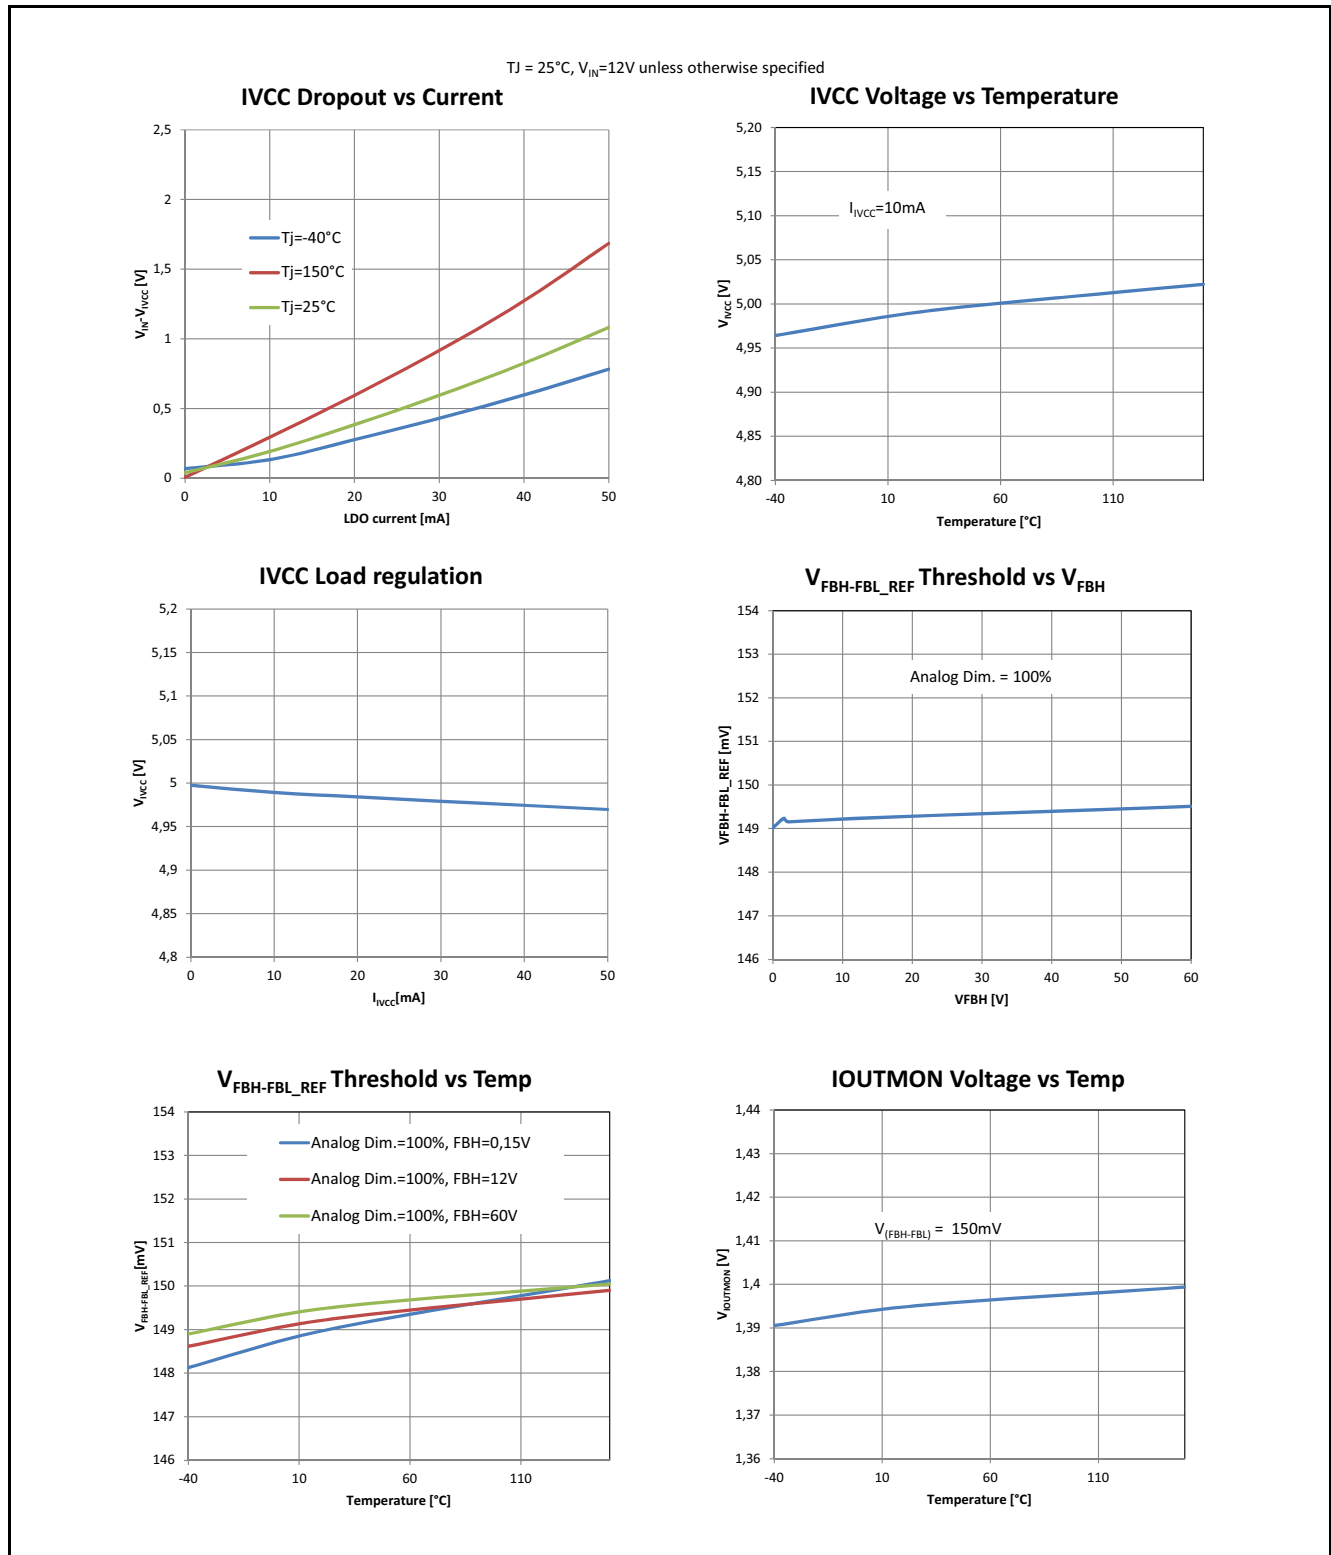 TJ = 25°C, VIN=12V unless otherwise specified
IVCC Dropout vs Current
2,5
2
1,5
1
0,5
0
VIN-VIVCC [V]
Tj=-40°C
Tj=150°C
Tj=25°C
0 10 20 30 40 50
LDO current [mA]
IVCC Voltage vs Temperature
5,20
5,15
5,10
5,05
5,00
4,95
4,90
4,85
4,80
VIVCC [V]
IIVCC=10mA
-40 10 60 110
Temperature [°C]
IVCC Load regulation
5,2
5,15
5,1
5,05
5
4,95
4,9
4,85
4,8
VIVCC [V]
0 10 20 30 40 50
IIVCC[mA]
VFBH-FBL_REF Threshold vs VFBH
154
153
152
151
150
149
148
147
146
VFBH-FBL_REF [mV]
Analog Dim. = 100%
0 10 20 30 40 50 60
VFBH [V]
VFBH-FBL_REF Threshold vs Temp
154
153
152
151
150
149
148
147
146
VFBH-FBL_REF[mV]
Analog Dim.=100%, FBH=0,15V
Analog Dim.=100%, FBH=12V
Analog Dim.=100%, FBH=60V
-40 10 60 110
Temperature [°C]
IOUTMON Voltage vs Temp
1,44
1,43
1,42
1,41
1,4
1,39
1,38
1,37
1,36
VIOUTMON [V]
V(FBH-FBL) = 150mV
-40 10 60 110
Temperature [°C]